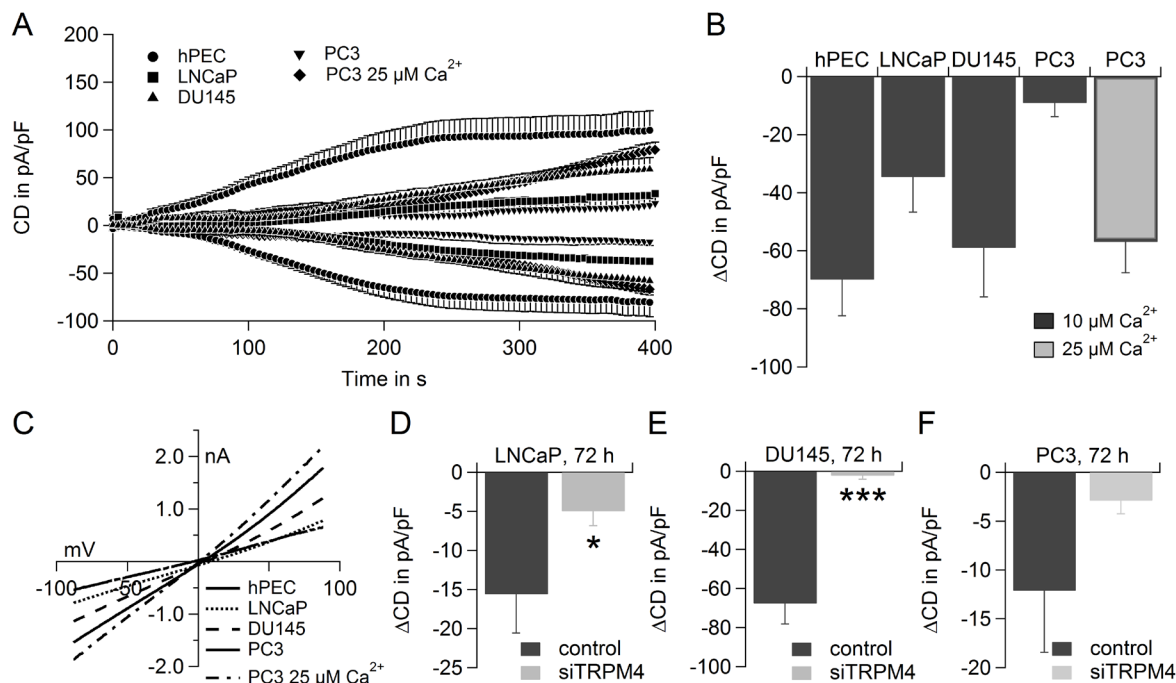 A
200
150
100
50
0
-50
-100
CD in pA/pF
hPEC
LNCaP
DU145
PC3
PC3 25 µM Ca²⁺
0 100 200 300 400
Time in s
B
hPEC LNCaP DU145 PC3 PC3
0
-20
-40
-60
-80
-100
ΔCD in pA/pF
10 µM Ca²⁺
25 µM Ca²⁺
C
2.0
nA
1.0
mV
-100 50 100
-1.0
-2.0
hPEC
LNCaP
DU145
PC3
PC3 25 µM Ca²⁺
D
LNCaP, 72 h
0
-5
-10
-15
-20
-25
ΔCD in pA/pF
*
control
siTRPM4
E
DU145, 72 h
0
-20
-40
-60
-80
-100
ΔCD in pA/pF
***
control
siTRPM4
F
PC3, 72 h
0
-5
-10
-15
-20
ΔCD in pA/pF
control
siTRPM4